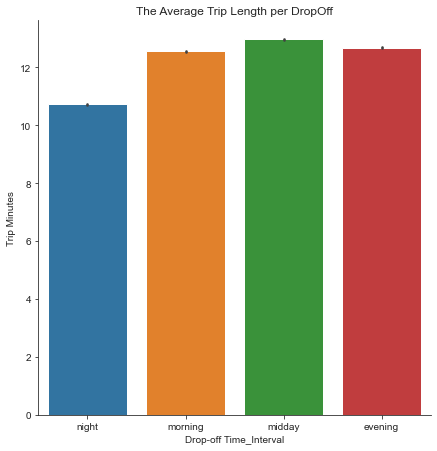 The Average Trip Length per DropOff
12
10
8
6
4
2
0
Trip Minutes
night morning midday evening
Drop-off Time_Interval